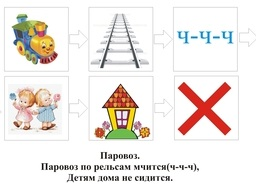 Ч-Ч-Ч
Паровоз.
Паровоз по рельсам мчится(ч-ч-ч),
Детям дома не сидится.